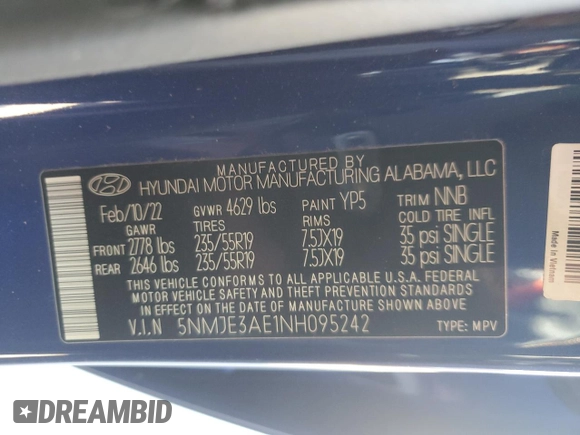 MANUFACTURED BY
HYUNDAI MOTOR MANUFACTURING ALABAMA, LLC
Feb/10/22 GVWR 4629 lbs PAINT YP5 TRIM NNB
GAWR TIRES RIMS COLD TIRE INFL
FRONT 2778 lbs 235/55R19 7.5JX19 35 psi SINGLE
REAR 2646 lbs 235/55R19 7.5JX19 35 psi SINGLE
THIS VEHICLE CONFORMS TO ALL APPLICABLE U.S.A. FEDERAL
MOTOR VEHICLE SAFETY AND THEFT PREVENTION STANDARDS
IN EFFECT ON THE DATE OF MANUFACTURE SHOWN ABOVE
V.I.N 5NMJE3AE1NH095242 TYPE: MPV
Made in Vietnam
DREAMBID